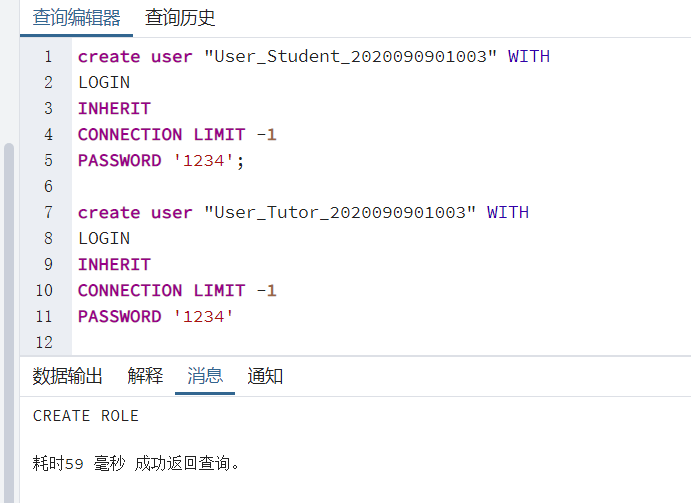 查询编辑器 查询历史
1 create user "User_Student_2020090901003" WITH
2 LOGIN
3 INHERIT
4 CONNECTION LIMIT -1
5 PASSWORD '1234';
6
7 create user "User_Tutor_2020090901003" WITH
8 LOGIN
9 INHERIT
10 CONNECTION LIMIT -1
11 PASSWORD '1234'
12
数据输出 解释 消息 通知
CREATE ROLE
耗时59 毫秒 成功返回查询。